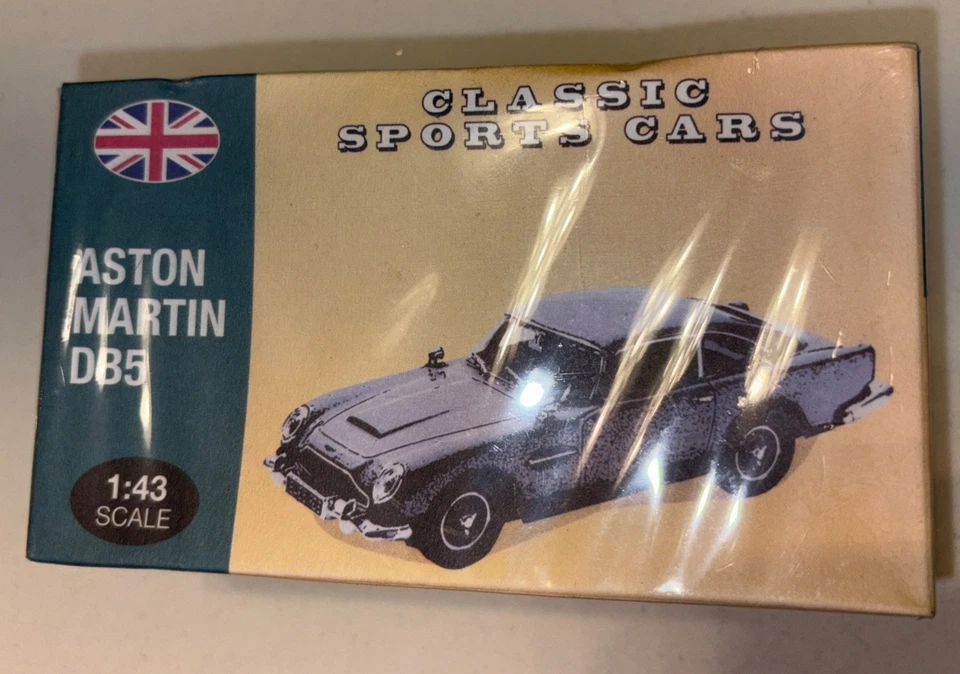 CLASSIC
SPORTS CARS
ASTON
MARTIN
DB5
1:43
SCALE